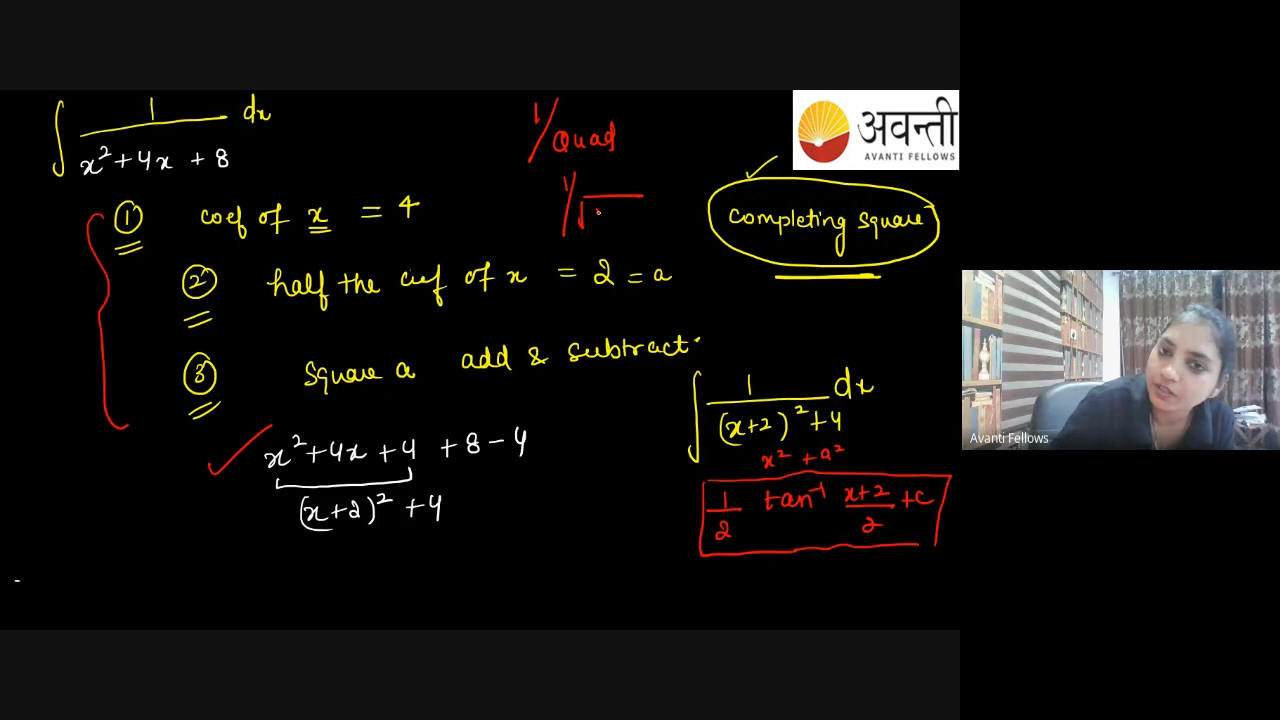 ∫ 1/(x²+4x+8) dx
1/Quad
1/√
अवन्ती
AVANTI FELLOWS
completing square
① coef of x = 4
② half the coef of x = 2 = a
③ square a add & subtract.
x²+4x+4 +8-4
(x+2)² +4
∫ 1/((x+2)²+4) dx
x² + a²
1/2 tan⁻¹ (x+2)/2 +c
Avanti Fellows